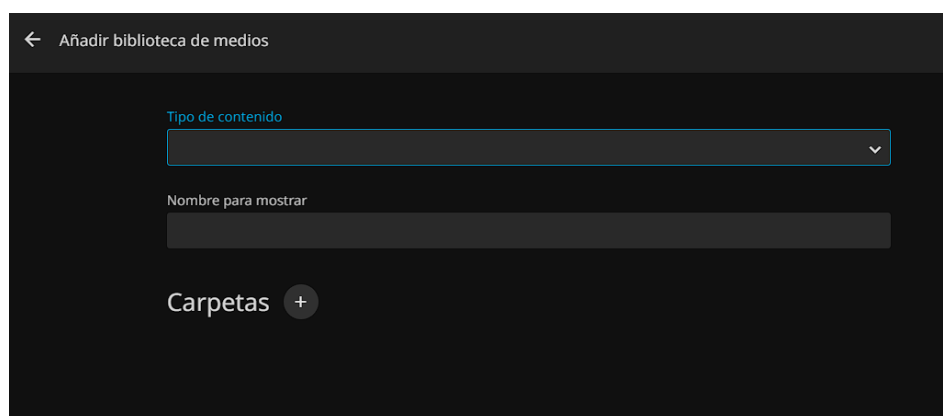 Añadir biblioteca de medios
Tipo de contenido
Nombre para mostrar
Carpetas +